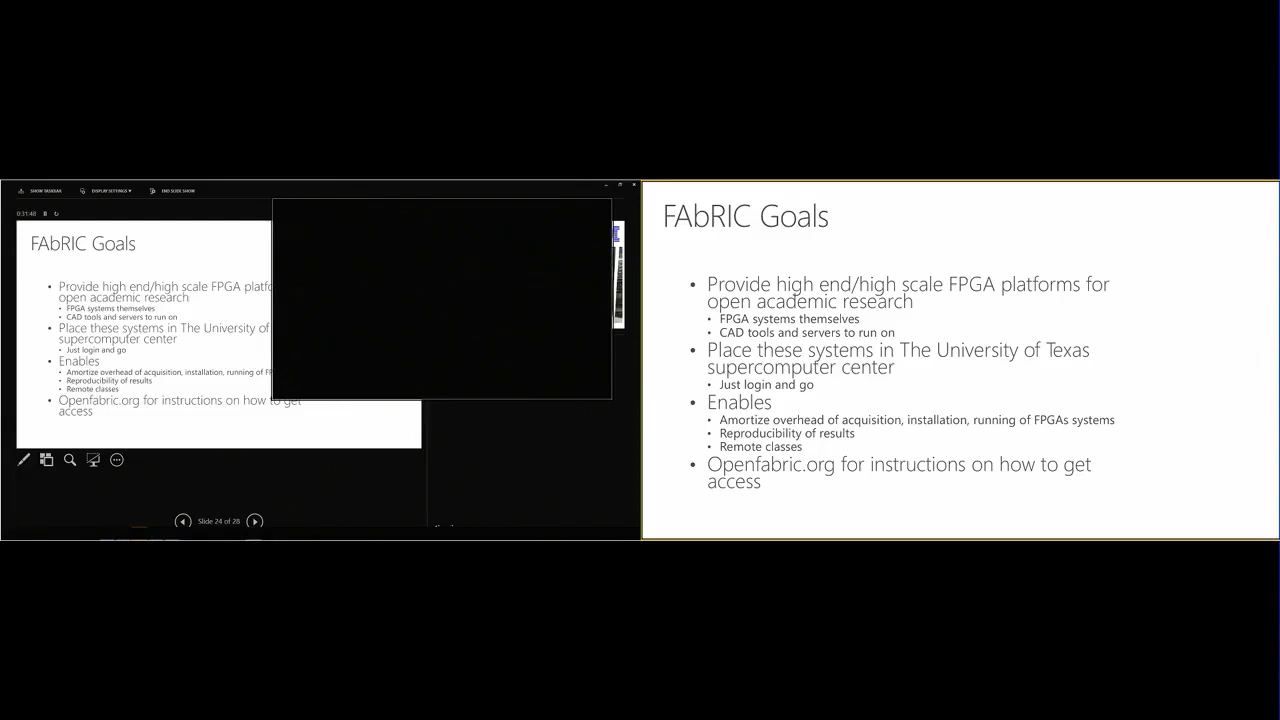 SHOW TASKBAR DISPLAY SETTINGS ▾ END SLIDE SHOW
0:31:48
FAbRIC Goals
• Provide high end/high scale FPGA platfo
open academic research
• FPGA systems themselves
• CAD tools and servers to run on
• Place these systems in The University of
supercomputer center
• Just login and go
• Enables
• Amortize overhead of acquisition, installation, running of FP
• Reproducibility of results
• Remote classes
• Openfabric.org for instructions on how to get
access
Slide 24 of 28
FAbRIC Goals
• Provide high end/high scale FPGA platforms for
open academic research
• FPGA systems themselves
• CAD tools and servers to run on
• Place these systems in The University of Texas
supercomputer center
• Just login and go
• Enables
• Amortize overhead of acquisition, installation, running of FPGAs systems
• Reproducibility of results
• Remote classes
• Openfabric.org for instructions on how to get
access